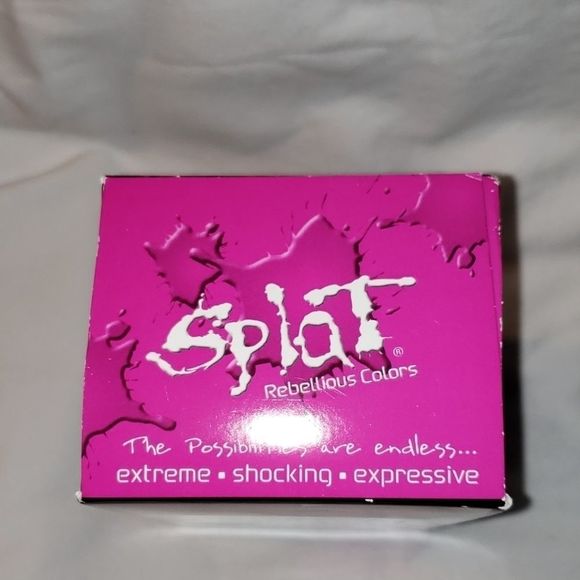 Splat®
Rebellious Colors
The Possibilities are endless...
extreme • shocking • expressive